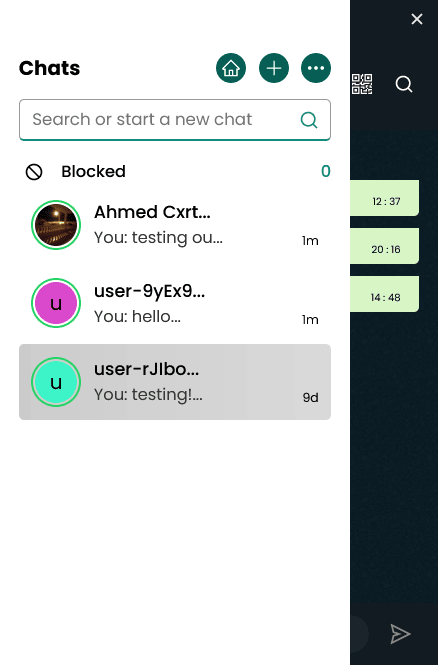 Chats
Search or start a new chat
Blocked 0
Ahmed Cxrt...
You: testing ou...
1m
u
user-9yEx9...
You: hello...
1m
u
user-rJIbo...
You: testing!...
9d
12 : 37
20 : 16
14 : 48